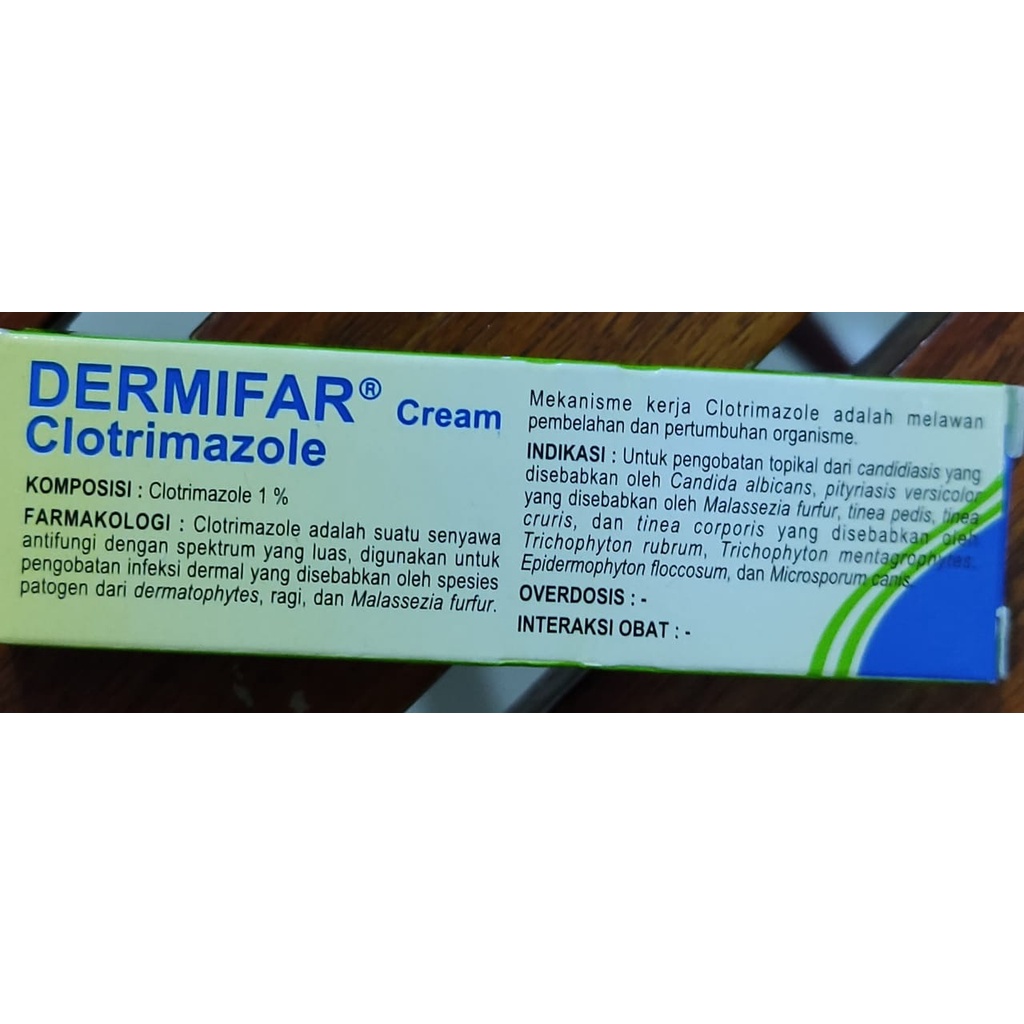 DERMIFAR® Cream
Clotrimazole
KOMPOSISI : Clotrimazole 1 %
FARMAKOLOGI : Clotrimazole adalah suatu senyawa
antifungi dengan spektrum yang luas, digunakan untuk
pengobatan infeksi dermal yang disebabkan oleh spesies
patogen dari dermatophytes, ragi, dan Malassezia furfur.
Mekanisme kerja Clotrimazole adalah melawan
pembelahan dan pertumbuhan organisme.
INDIKASI : Untuk pengobatan topikal dari candidiasis yang
disebabkan oleh Candida albicans, pityriasis versicolor
yang disebabkan oleh Malassezia furfur, tinea pedis, tinea
cruris, dan tinea corporis yang disebabkan oleh
Trichophyton rubrum, Trichophyton mentagrophytes,
Epidermophyton floccosum, dan Microsporum canis.
OVERDOSIS : -
INTERAKSI OBAT : -